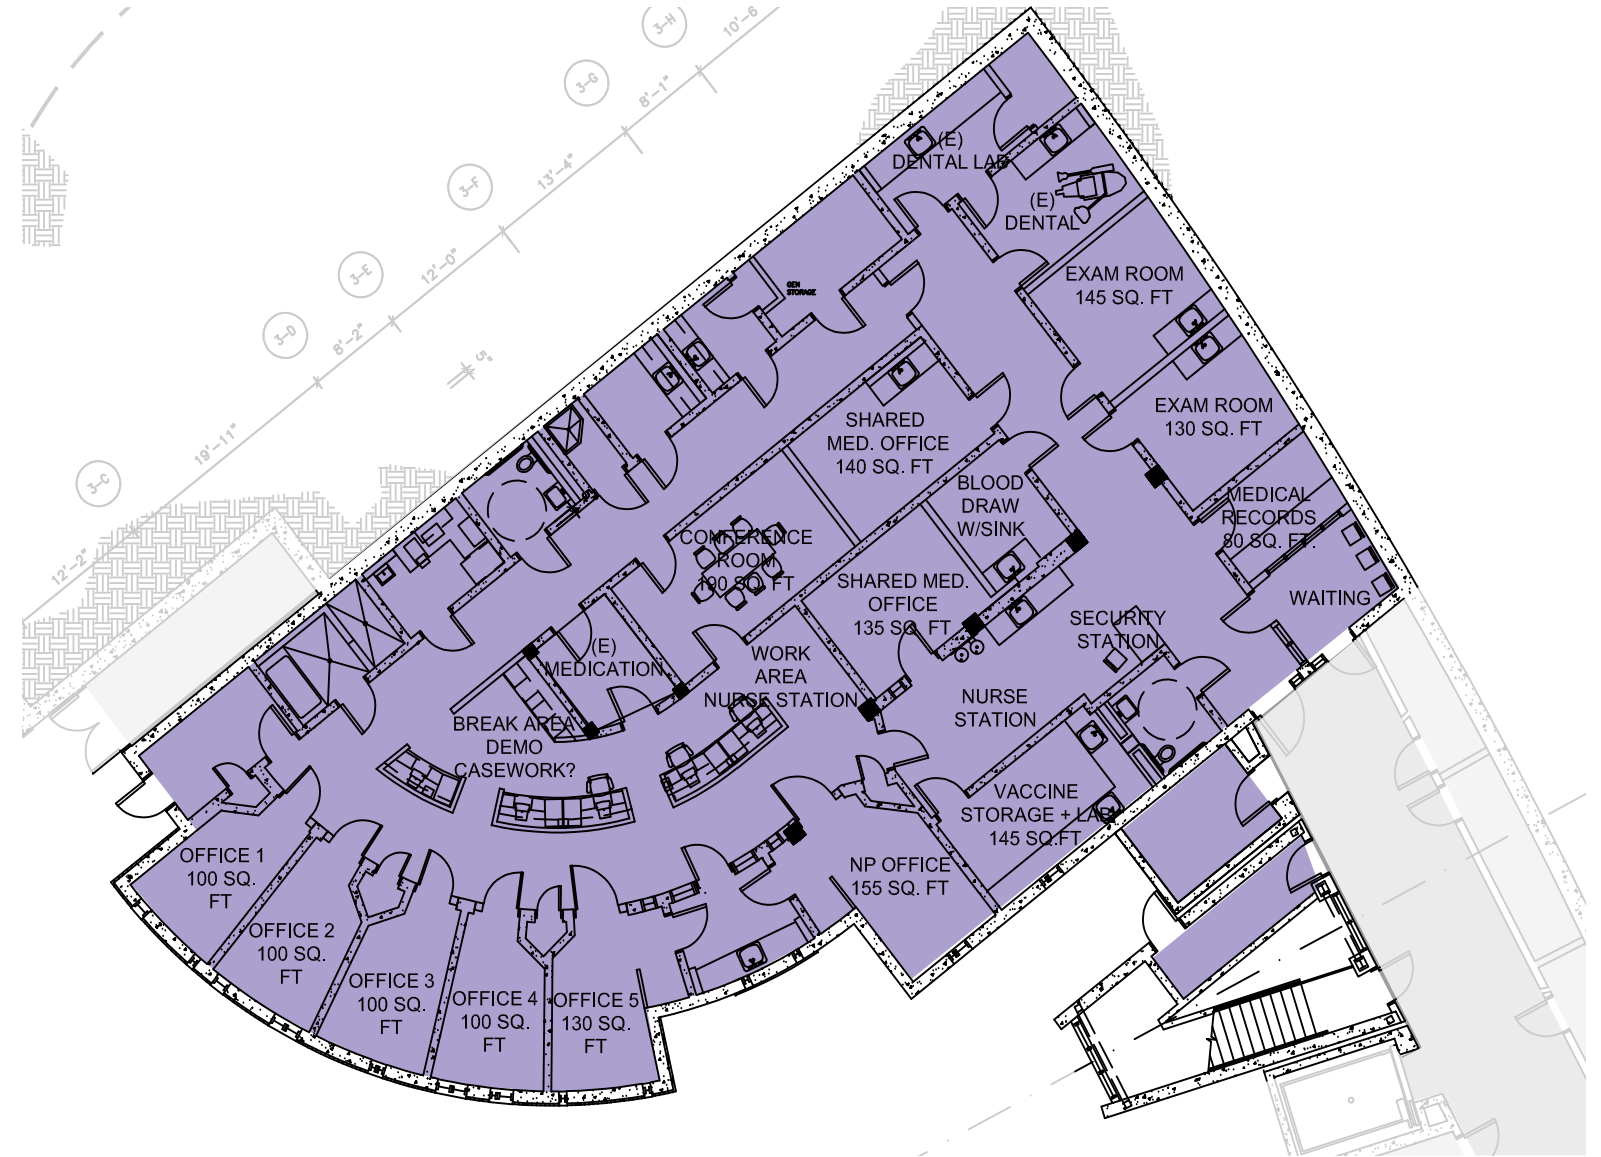 3-H
10'-6
3-G
8'-1"
3-F
13'-4"
3-E
12'-0"
3-D
8'-2"
5"
3-C
19'-11"
12'-2"
(E)
DENTAL LAB
(E)
DENTAL
EXAM ROOM
145 SQ. FT
GEN
STORAGE
EXAM ROOM
130 SQ. FT
SHARED
MED. OFFICE
140 SQ. FT
BLOOD
DRAW
W/SINK
MEDICAL
RECORDS
80 SQ. FT.
CONFERENCE
ROOM
190 SQ. FT
SHARED MED.
OFFICE
135 SQ. FT
WAITING
SECURITY
STATION
(E)
MEDICATION
WORK
AREA
NURSE STATION
NURSE
STATION
BREAK AREA
DEMO
CASEWORK?
VACCINE
STORAGE + LAB
145 SQ.FT
NP OFFICE
155 SQ. FT
OFFICE 1
100 SQ.
FT
OFFICE 2
100 SQ.
FT
OFFICE 3
100 SQ.
FT
OFFICE 4
100 SQ.
FT
OFFICE 5
130 SQ.
FT